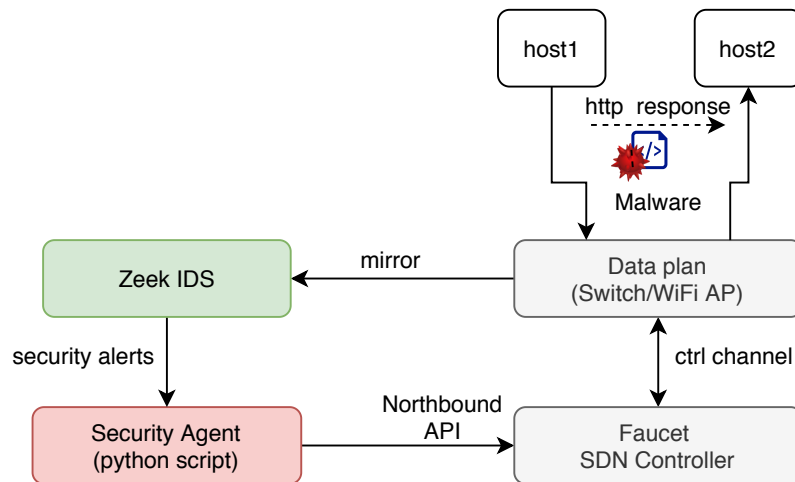 host1
host2
http response
</>
Malware
Zeek IDS
mirror
Data plan
(Switch/WiFi AP)
security alerts
ctrl channel
Security Agent
(python script)
Northbound
API
Faucet
SDN Controller